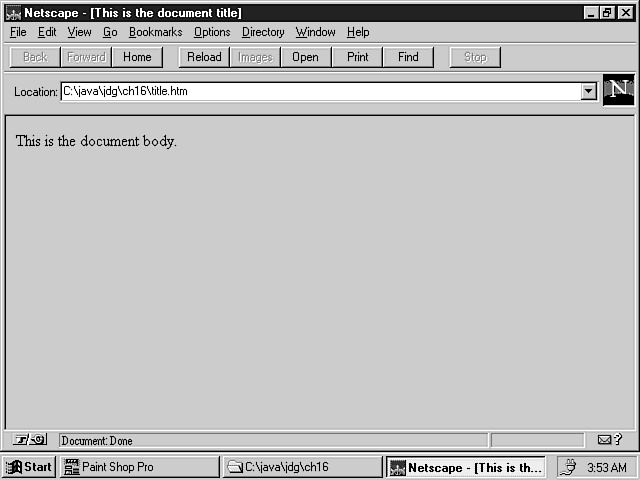 Netscape - [This is the document title]
File Edit View Go Bookmarks Options Directory Window Help
Back Forward Home Reload Images Open Print Find Stop
Location: C:\java\jdg\ch16\title.htm
N
This is the document body.
Document: Done
?
Start Paint Shop Pro C:\java\jdg\ch16 Netscape - [This is th... 3:53 AM